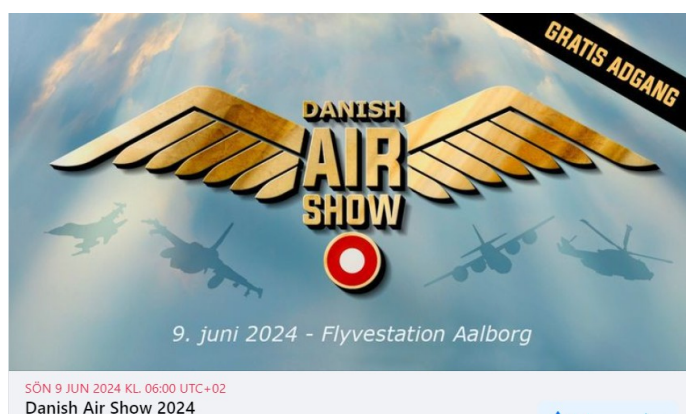 GRATIS ADGANG
DANISH
AIR
SHOW
9. juni 2024 - Flyvestation Aalborg
SÖN 9 JUN 2024 KL. 06:00 UTC+02
Danish Air Show 2024